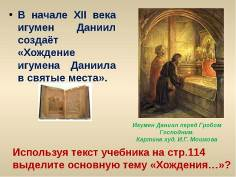 • В начале XII века
игумен Даниил
создаёт
«Хождение
игумена Даниила
в святые места».
Игумен Даниил перед Гробом
Господним.
Картина худ. И.Г. Машкова
Используя текст учебника на стр.114
выделите основную тему «Хождения…»?